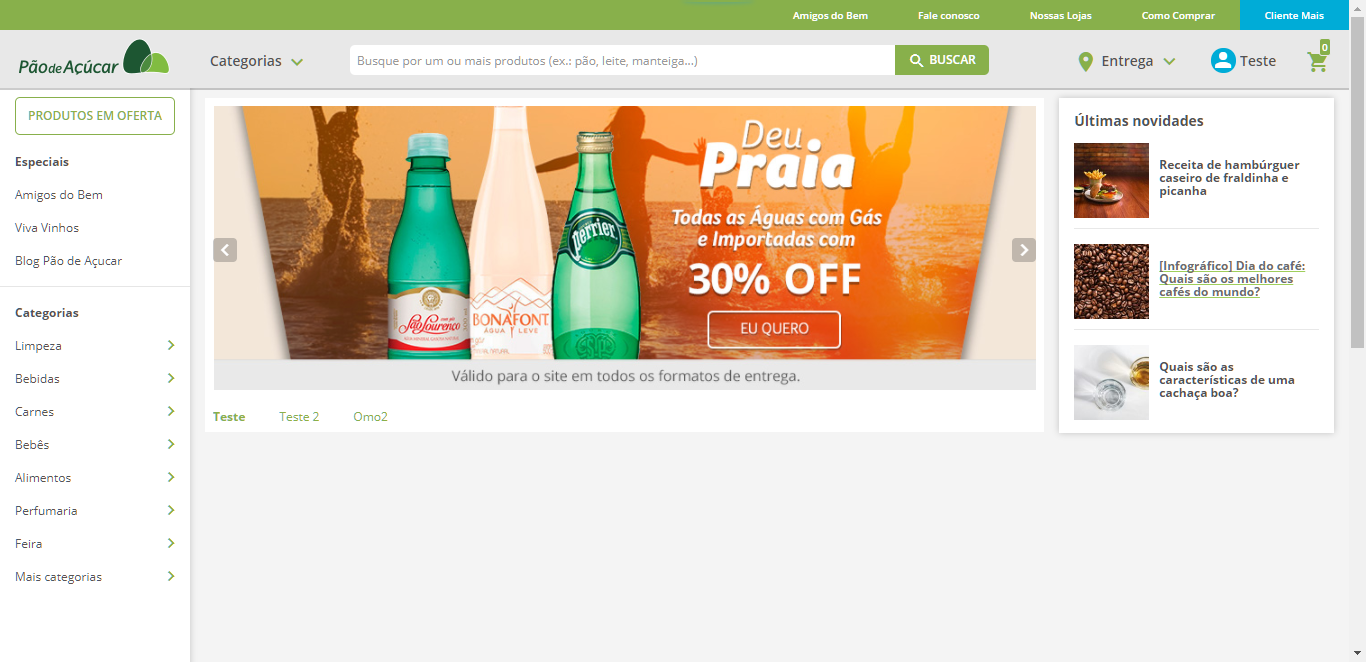 Amigos do Bem
Fale conosco
Nossas Lojas
Como Comprar
Cliente Mais
Pão de Açúcar
Categorias
Busque por um ou mais produtos (ex.: pão, leite, manteiga...)
BUSCAR
Entrega
Teste
0
PRODUTOS EM OFERTA
Especiais
Amigos do Bem
Viva Vinhos
Blog Pão de Açucar
Categorias
Limpeza
Bebidas
Carnes
Bebês
Alimentos
Perfumaria
Feira
Mais categorias
Deu
Praia
Todas as Águas com Gás
e Importadas com
30% OFF
EU QUERO
São Lourenço
BONAFONT
ÁGUA LEVE
perrier
Válido para o site em todos os formatos de entrega.
Teste
Teste 2
Omo2
Últimas novidades
Receita de hambúrguer
caseiro de fraldinha e
picanha
[Infográfico] Dia do café:
Quais são os melhores
cafés do mundo?
Quais são as
características de uma
cachaça boa?